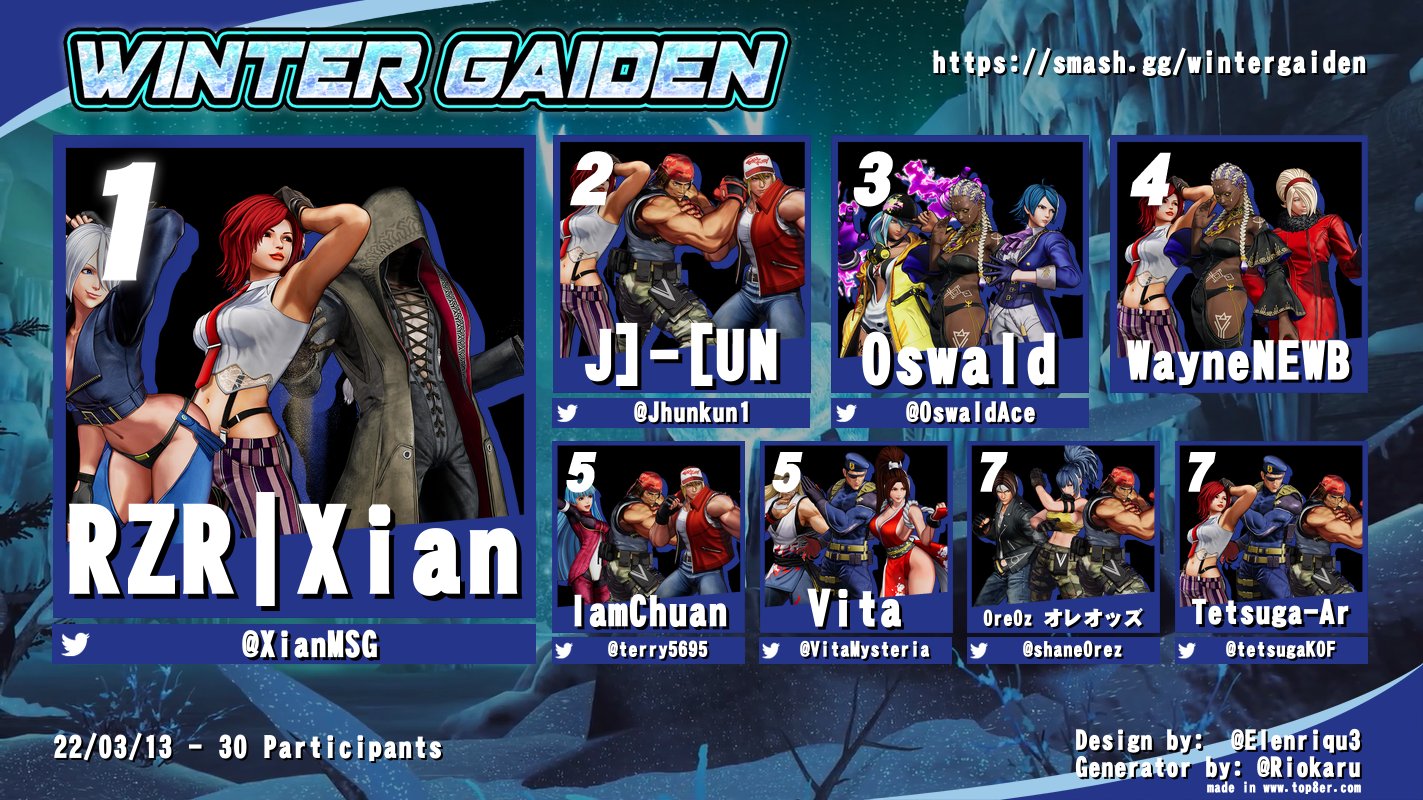 WINTER GAIDEN
https://smash.gg/wintergaiden
1
RZR|Xian
@XianMSG
2
J]-[UN
@Jhunkun1
3
Oswald
@OswaldAce
4
WayneNEWB
5
IamChuan
@terry5695
5
Vita
@VitaMysteria
7
OreOz オレオッズ
@shaneOrez
7
Tetsuga-Ar
@tetsugaKOF
22/03/13 - 30 Participants
Design by: @Elenriqu3
Generator by: @Riokaru
made in www.top8er.com